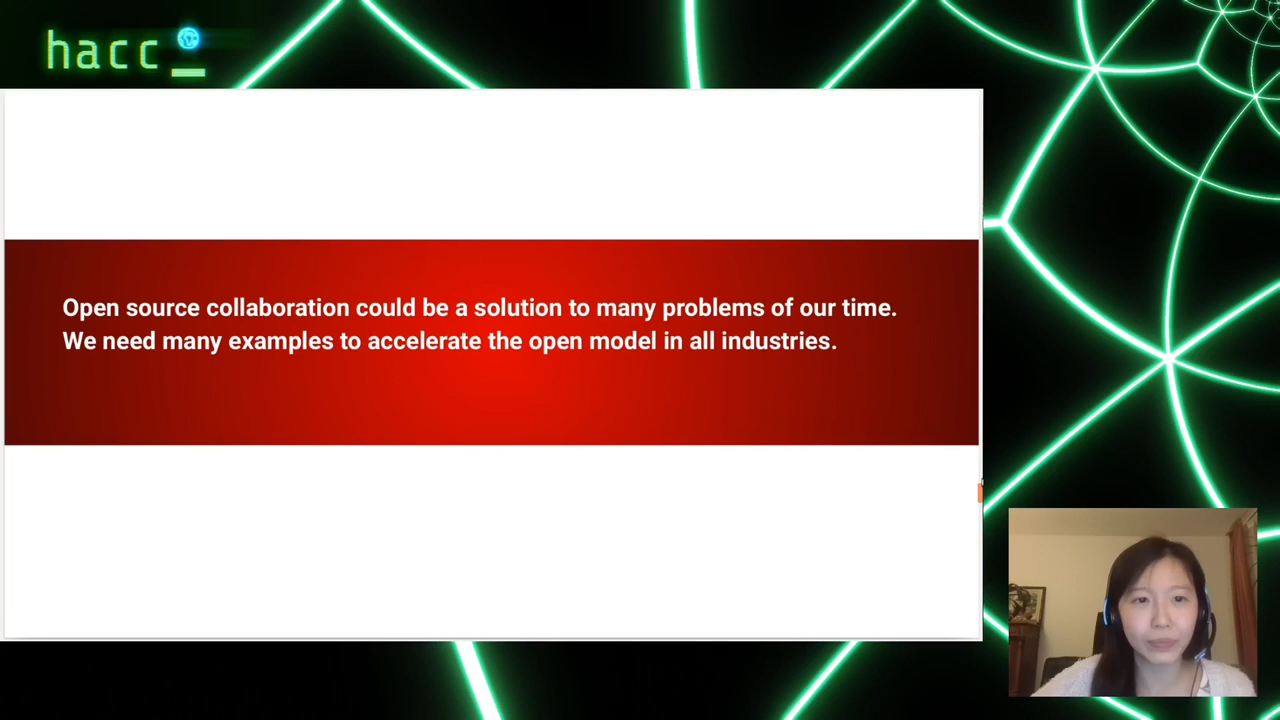 hacc_
Open source collaboration could be a solution to many problems of our time.
We need many examples to accelerate the open model in all industries.